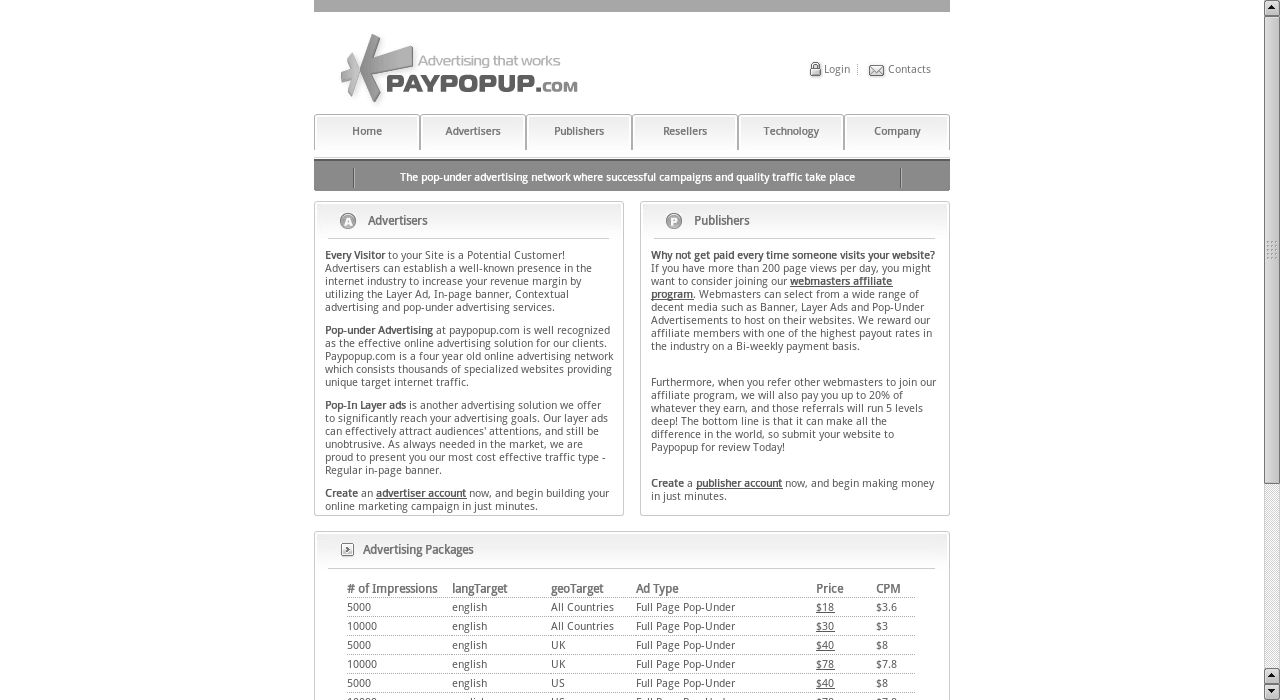 Advertising that works
PAYPOPUP.COM
Login
Contacts
Home
Advertisers
Publishers
Resellers
Technology
Company
The pop-under advertising network where successful campaigns and quality traffic take place
A Advertisers
Every Visitor to your Site is a Potential Customer!
Advertisers can establish a well-known presence in the
internet industry to increase your revenue margin by
utilizing the Layer Ad, In-page banner, Contextual
advertising and pop-under advertising services.
Pop-under Advertising at paypopup.com is well recognized
as the effective online advertising solution for our clients.
Paypopup.com is a four year old online advertising network
which consists thousands of specialized websites providing
unique target internet traffic.
Pop-In Layer ads is another advertising solution we offer
to significantly reach your advertising goals. Our layer ads
can effectively attract audiences' attentions, and still be
unobtrusive. As always needed in the market, we are
proud to present you our most cost effective traffic type -
Regular in-page banner.
Create an advertiser account now, and begin building your
online marketing campaign in just minutes.
P Publishers
Why not get paid every time someone visits your website?
If you have more than 200 page views per day, you might
want to consider joining our webmasters affiliate
program. Webmasters can select from a wide range of
decent media such as Banner, Layer Ads and Pop-Under
Advertisements to host on their websites. We reward our
affiliate members with one of the highest payout rates in
the industry on a Bi-weekly payment basis.
Furthermore, when you refer other webmasters to join our
affiliate program, we will also pay you up to 20% of
whatever they earn, and those referrals will run 5 levels
deep! The bottom line is that it can make all the
difference in the world, so submit your website to
Paypopup for review Today!
Create a publisher account now, and begin making money
in just minutes.
Advertising Packages
# of Impressions langTarget geoTarget Ad Type Price CPM
5000 english All Countries Full Page Pop-Under $18 $3.6
10000 english All Countries Full Page Pop-Under $30 $3
5000 english UK Full Page Pop-Under $40 $8
10000 english UK Full Page Pop-Under $78 $7.8
5000 english US Full Page Pop-Under $40 $8